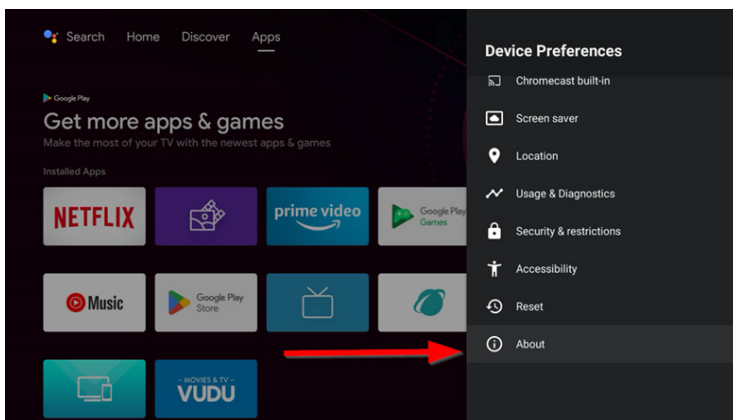 Search Home Discover Apps
Google Play
Get more apps & games
Make the most of your TV with the newest apps & games
Installed Apps
NETFLIX
prime video
Google Play
Games
Music
Google Play
Store
- MOVIES & TV -
VUDU
Device Preferences
Chromecast built-in
Screen saver
Location
Usage & Diagnostics
Security & restrictions
Accessibility
Reset
About